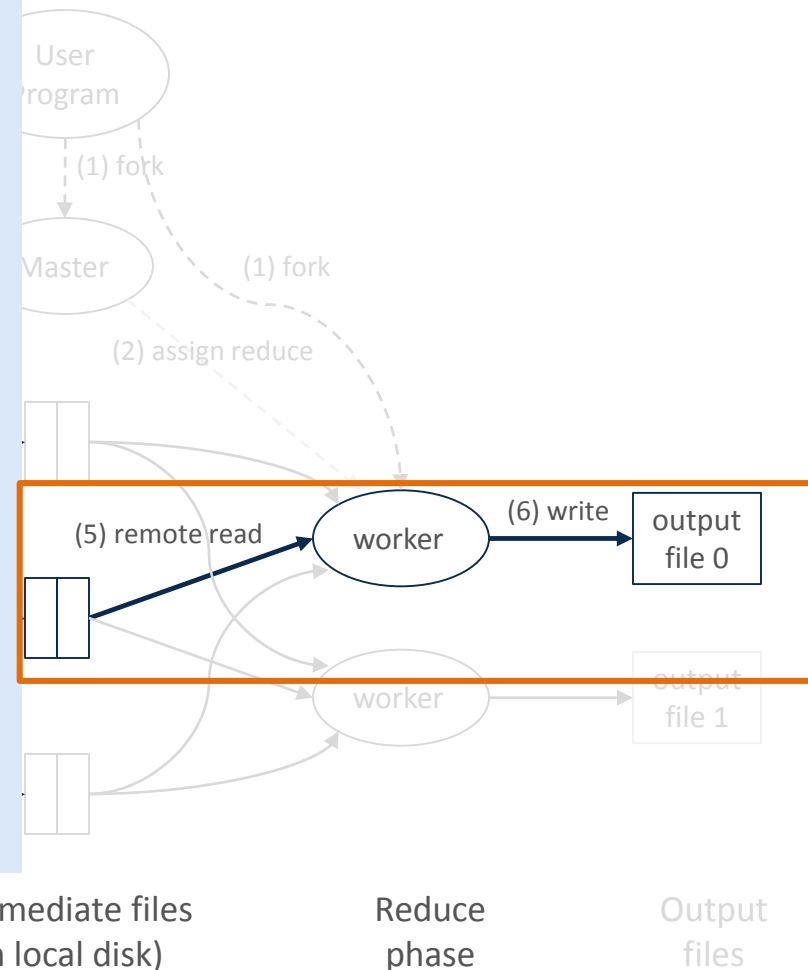 User
Program
(1) fork
Master
(1) fork
(2) assign reduce
(5) remote read
worker
(6) write
output
file 0
worker
output
file 1
mediate files
local disk)
Reduce
phase
Output
files